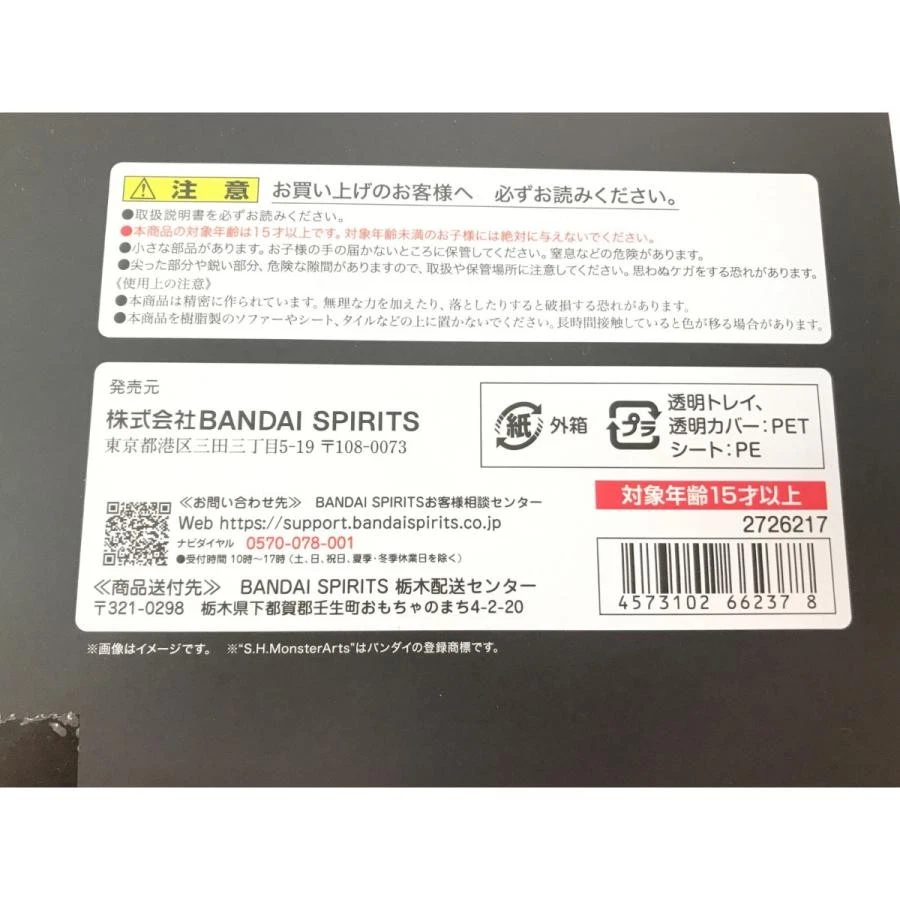 ⚠ 注 意 お買い上げのお客様へ 必ずお読みください。
●取扱説明書を必ずお読みください。
●本商品の対象年齢は15才以上です。対象年齢未満のお子様には絶対に与えないでください。
●小さな部品があります。お子様の手の届かないところに保管してください。窒息などの危険があります。
●尖った部分や鋭い部分、危険な隙間がありますので、取扱や保管場所に注意してください。思わぬケガをする恐れがあります。
《使用上の注意》
●本商品は精密に作られています。無理な力を加えたり、落としたりすると破損する恐れがあります。
●本商品を樹脂製のソファーやシート、タイルなどの上に置かないでください。長時間接触していると色が移る場合があります。
発売元
株式会社BANDAI SPIRITS
東京都港区三田三丁目5-19 〒108-0073
紙 外箱
プラ 透明トレイ、
透明カバー:PET
シート:PE
≪お問い合わせ先≫ BANDAI SPIRITSお客様相談センター
Web https://support.bandaispirits.co.jp
ナビダイヤル 0570-078-001
●受付時間 10時~17時(土、日、祝日、夏季・冬季休業日を除く)
≪商品送付先≫ BANDAI SPIRITS 栃木配送センター
〒321-0298 栃木県下都賀郡壬生町おもちゃのまち4-2-20
対象年齢15才以上
2726217
4573102 66237 8
※画像はイメージです。 ※"S.H.MonsterArts"はバンダイの登録商標です。